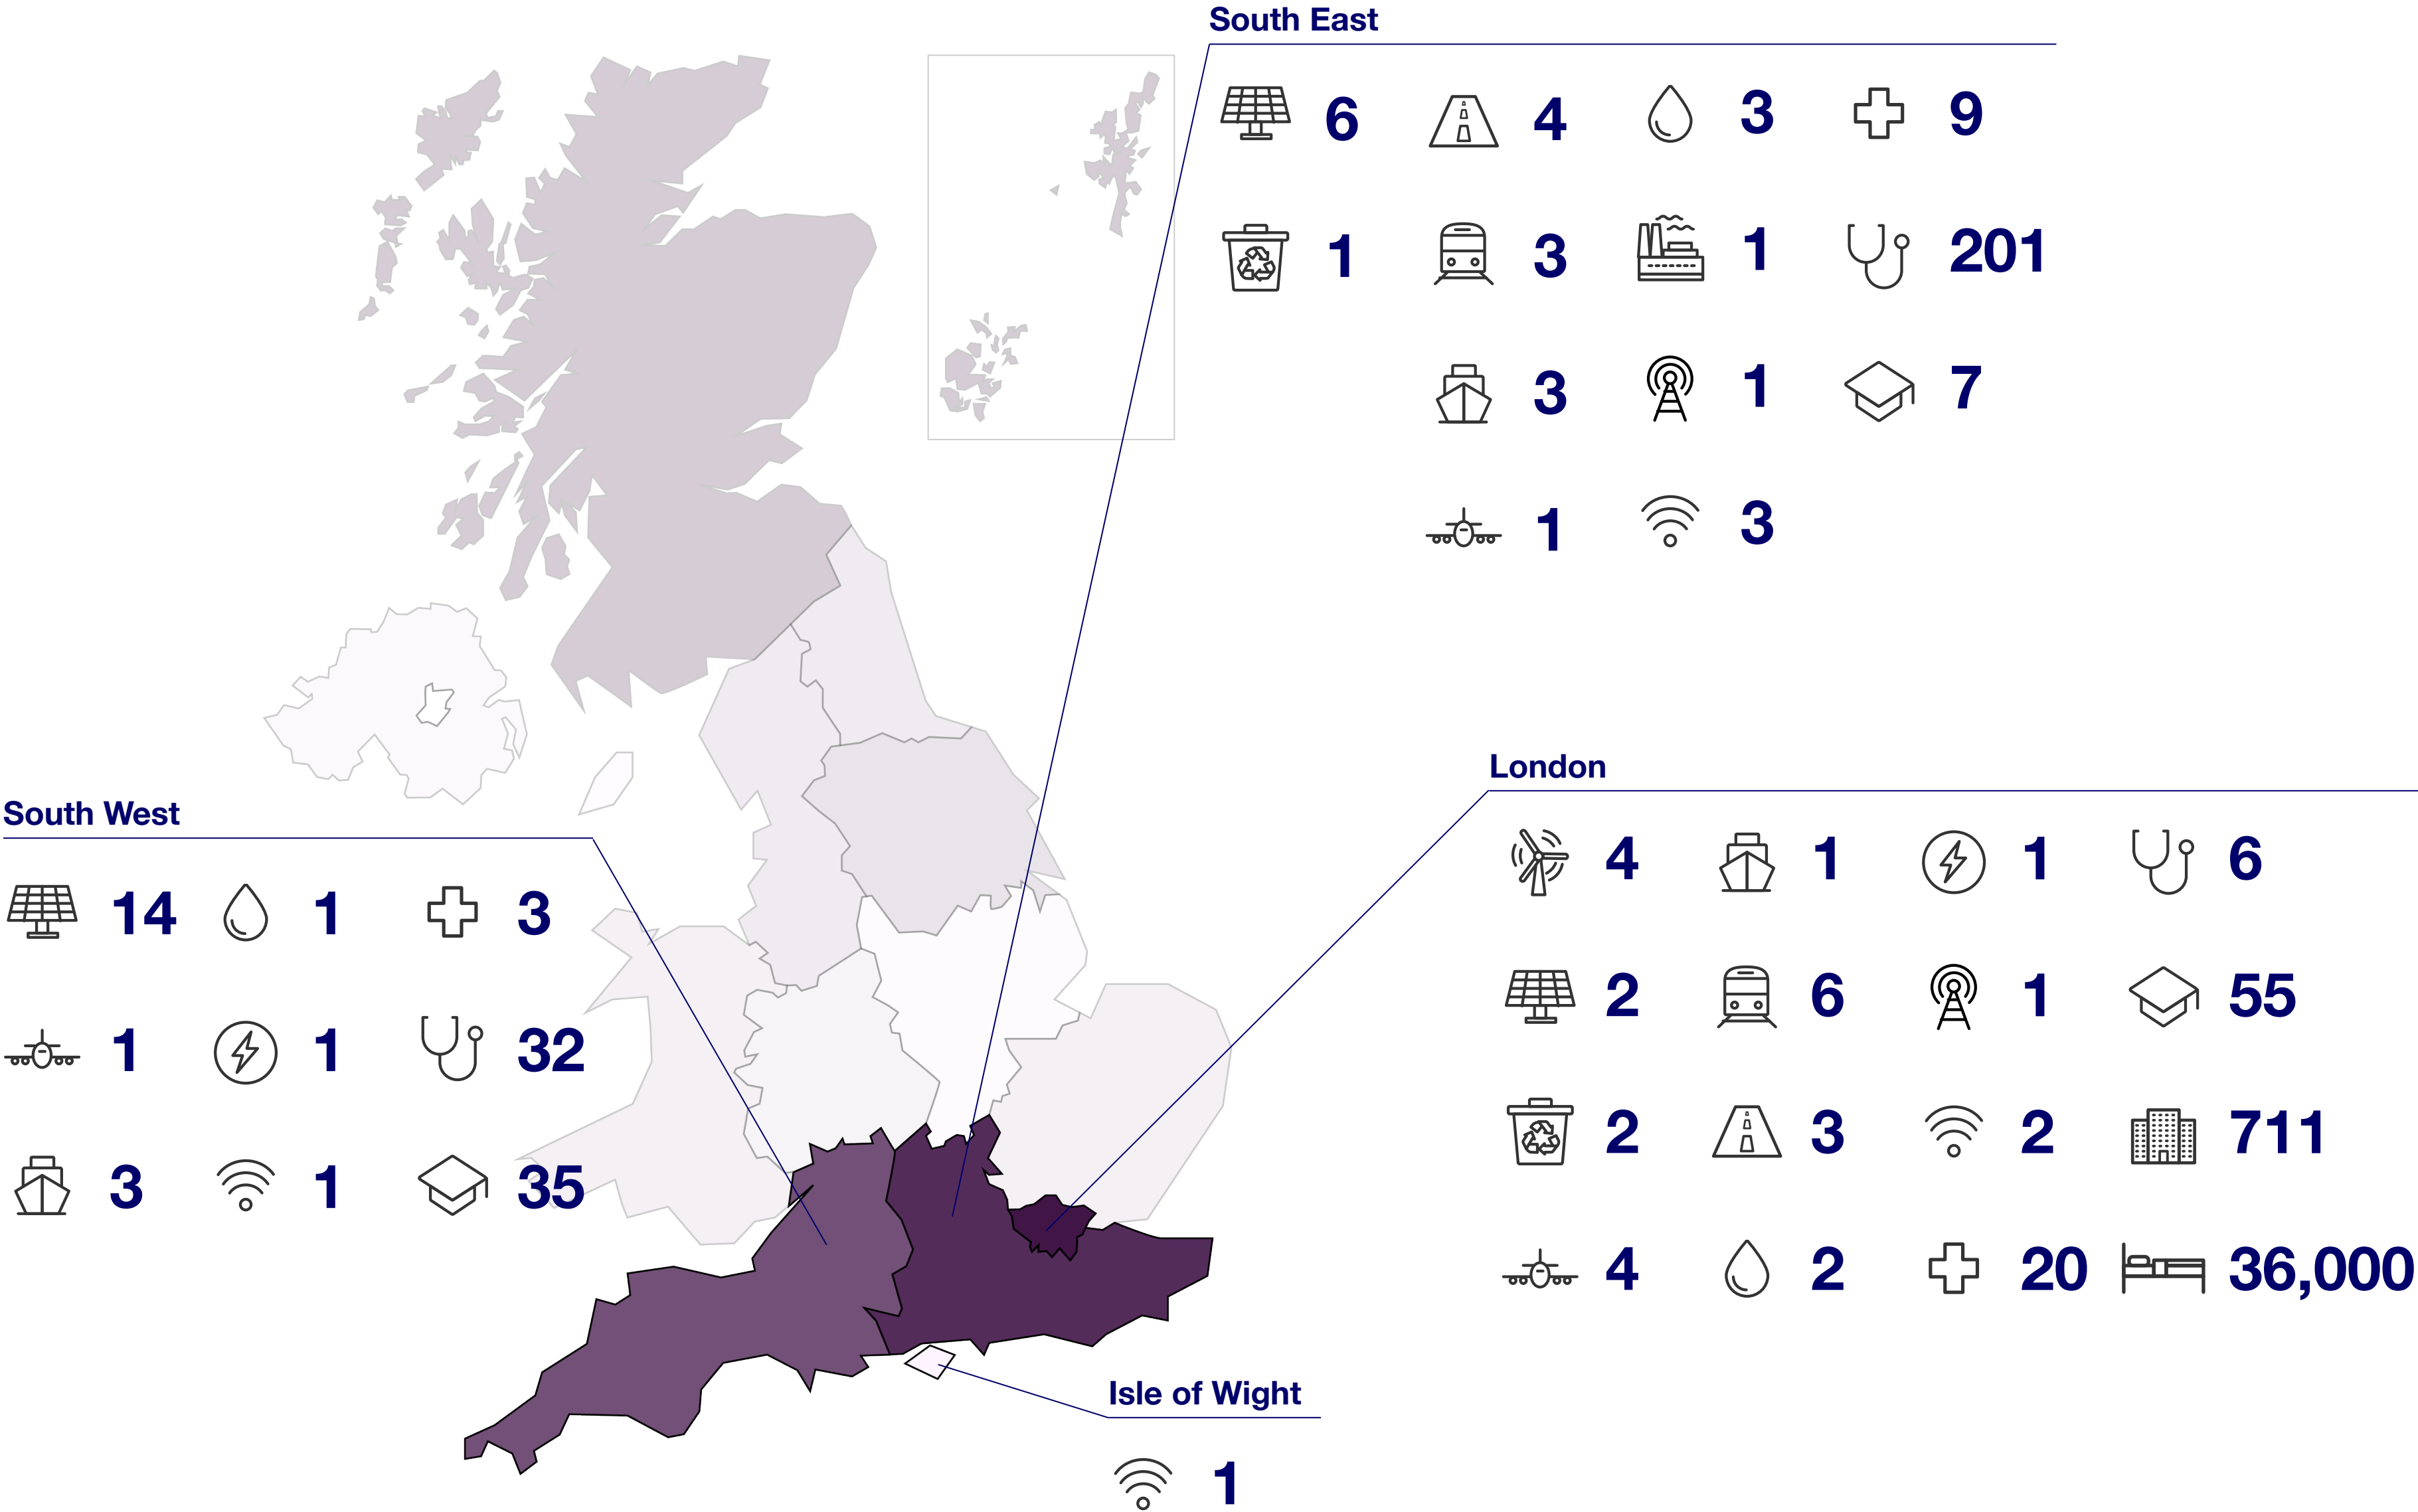 South East
6 4 3 9
1 3 1 201
3 1 7
1 3
London
4 1 1 6
2 6 1 55
2 3 2 711
4 2 20 36,000
South West
14 1 3
1 1 32
3 1 35
Isle of Wight
1